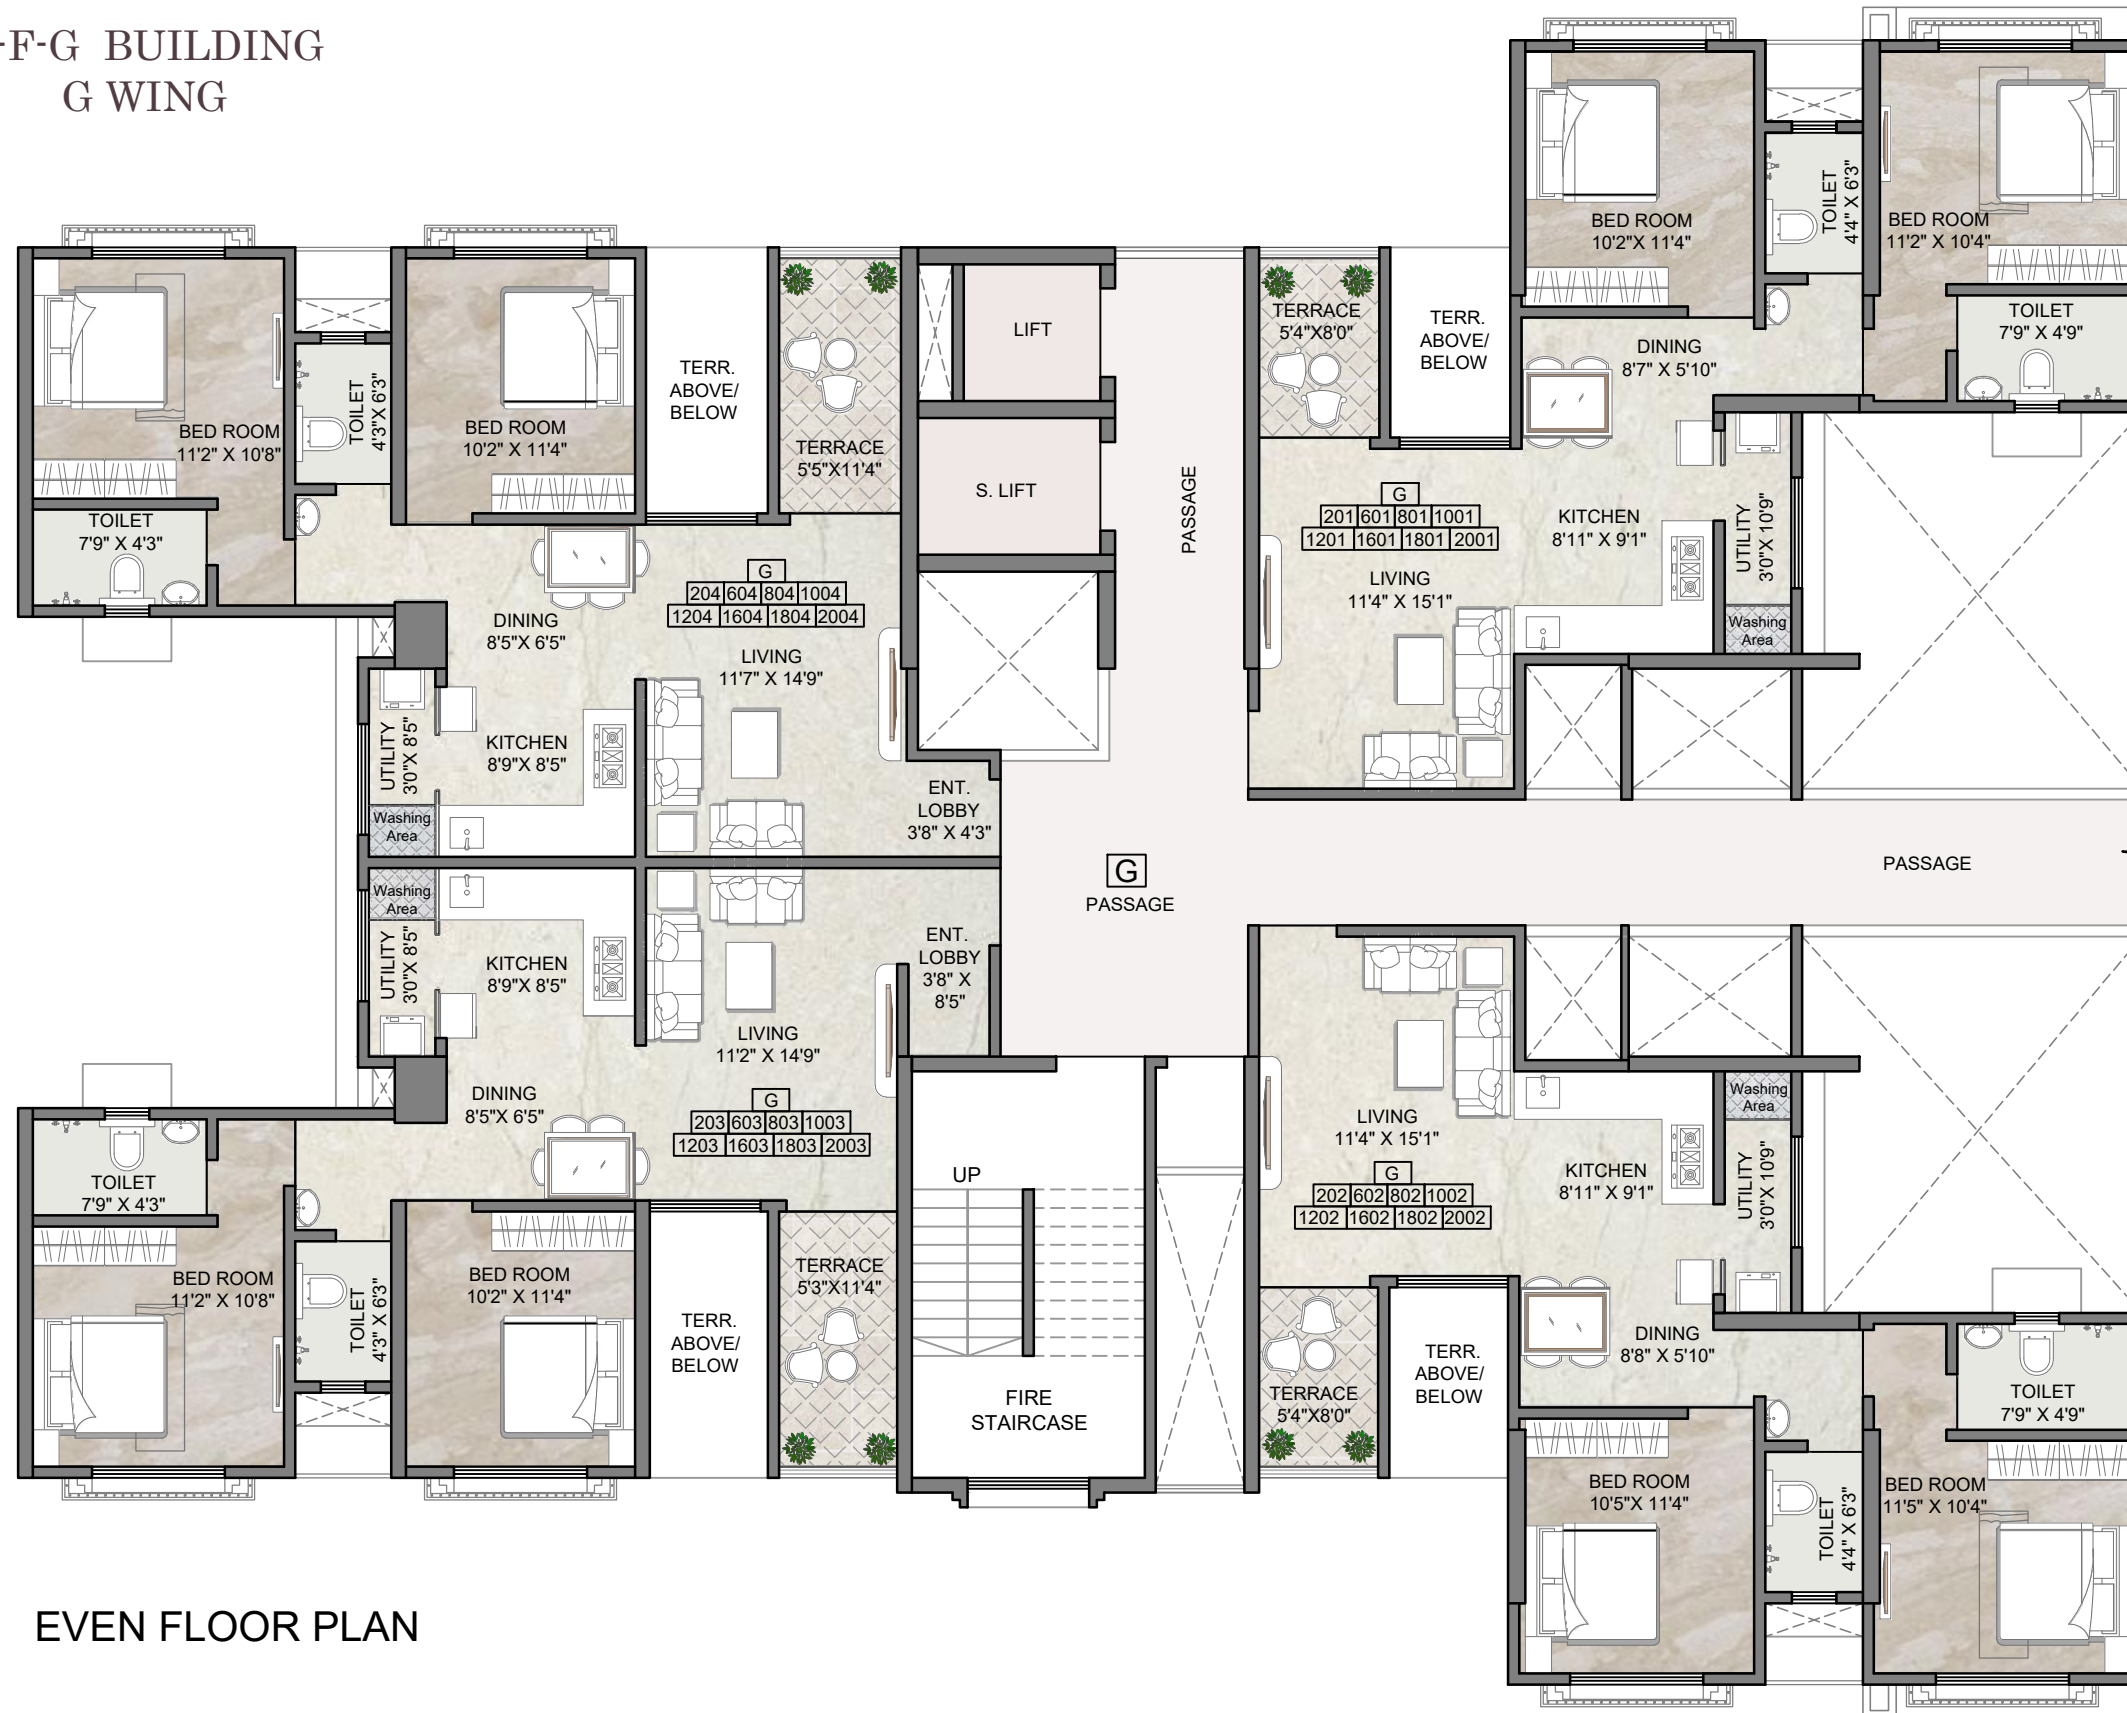 -F-G BUILDING
G WING
BED ROOM
11'2" X 10'8"
TOILET
4'3"X 6'3"
BED ROOM
10'2" X 11'4"
TERR.
ABOVE/
BELOW
TERRACE
5'5"X11'4"
TOILET
7'9" X 4'3"
G
204 604 804 1004
1204 1604 1804 2004
DINING
8'5"X 6'5"
LIVING
11'7" X 14'9"
UTILITY
3'0"X 8'5"
KITCHEN
8'9"X 8'5"
Washing
Area
ENT.
LOBBY
3'8" X 4'3"
LIFT
S. LIFT
PASSAGE
TERRACE
5'4"X8'0"
TERR.
ABOVE/
BELOW
BED ROOM
10'2"X 11'4"
TOILET
4'4" X 6'3"
BED ROOM
11'2" X 10'4"
DINING
8'7" X 5'10"
TOILET
7'9" X 4'9"
G
201 601 801 1001
1201 1601 1801 2001
KITCHEN
8'11" X 9'1"
UTILITY
3'0"X 10'9"
LIVING
11'4" X 15'1"
Washing
Area
G
PASSAGE
PASSAGE
Washing
Area
UTILITY
3'0"X 8'5"
KITCHEN
8'9"X 8'5"
ENT.
LOBBY
3'8" X
8'5"
LIVING
11'2" X 14'9"
DINING
8'5"X 6'5"
G
203 603 803 1003
1203 1603 1803 2003
TOILET
7'9" X 4'3"
BED ROOM
11'2" X 10'8"
TOILET
4'3" X 6'3"
BED ROOM
10'2" X 11'4"
TERR.
ABOVE/
BELOW
TERRACE
5'3"X11'4"
UP
FIRE
STAIRCASE
LIVING
11'4" X 15'1"
G
202 602 802 1002
1202 1602 1802 2002
KITCHEN
8'11" X 9'1"
Washing
Area
UTILITY
3'0"X 10'9"
DINING
8'8" X 5'10"
TERRACE
5'4"X8'0"
TERR.
ABOVE/
BELOW
TOILET
7'9" X 4'9"
BED ROOM
10'5"X 11'4"
TOILET
4'4" X 6'3"
BED ROOM
11'5" X 10'4"
EVEN FLOOR PLAN